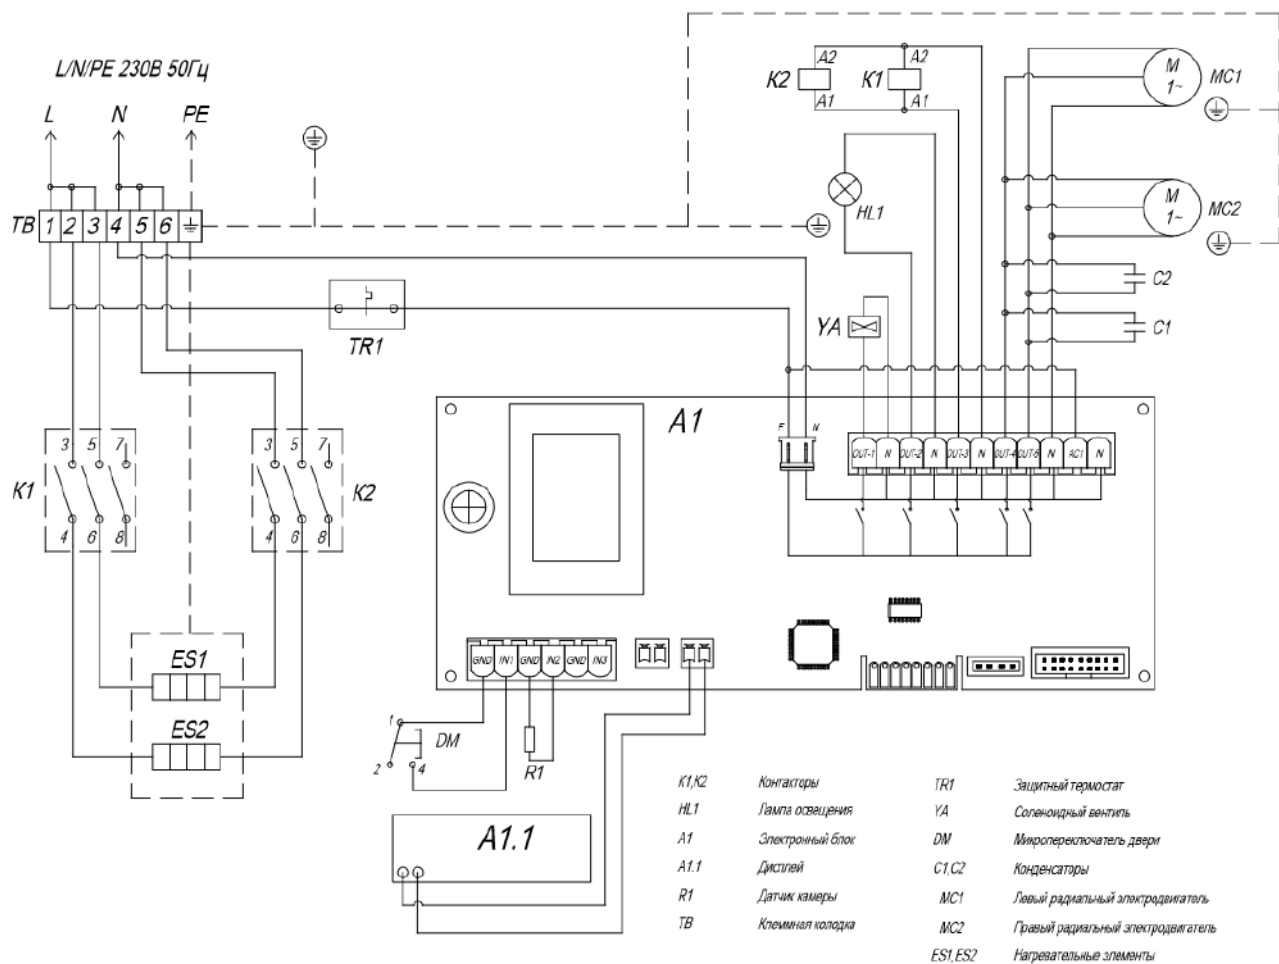 L/N/PE 230В 50Гц
L N PE
TB 1 2 3 4 5 6
K2 A2 A1
K1 A2 A1
M 1~ MC1
M 1~ MC2
HL1
C2
C1
YA
TR1
A1
F N
OUT-1 N OUT-2 N OUT-3 N OUT-4 OUT-5 N AC1 N
K1 3 5 7
4 6 8
K2 3 5 7
4 6 8
ES1
ES2
GND IN1 GND IN2 GND IN3
1 2 4 DM
R1
A1.1
K1,K2 Контакторы
HL1 Лампа освещения
A1 Электронный блок
A1.1 Дисплей
R1 Датчик камеры
TB Клеммная колодка
TR1 Защитный термостат
YA Соленоидный вентиль
DM Микропереключатель двери
C1,C2 Конденсаторы
MC1 Левый радиальный электродвигатель
MC2 Правый радиальный электродвигатель
ES1,ES2 Нагревательные элементы